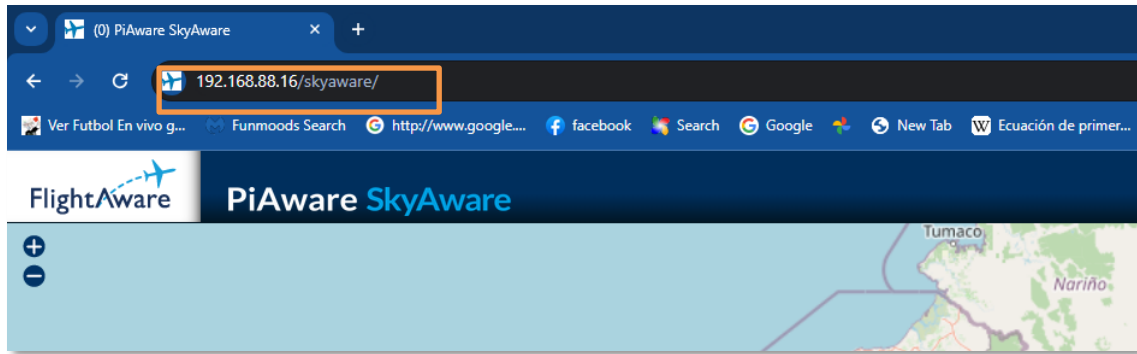 (0) PiAware SkyAware
192.168.88.16/skyaware/
Ver Futbol En vivo g... Funmoods Search http://www.google.... facebook Search Google New Tab W Ecuación de primer...
FlightAware PiAware SkyAware
Tumaco
Nariño